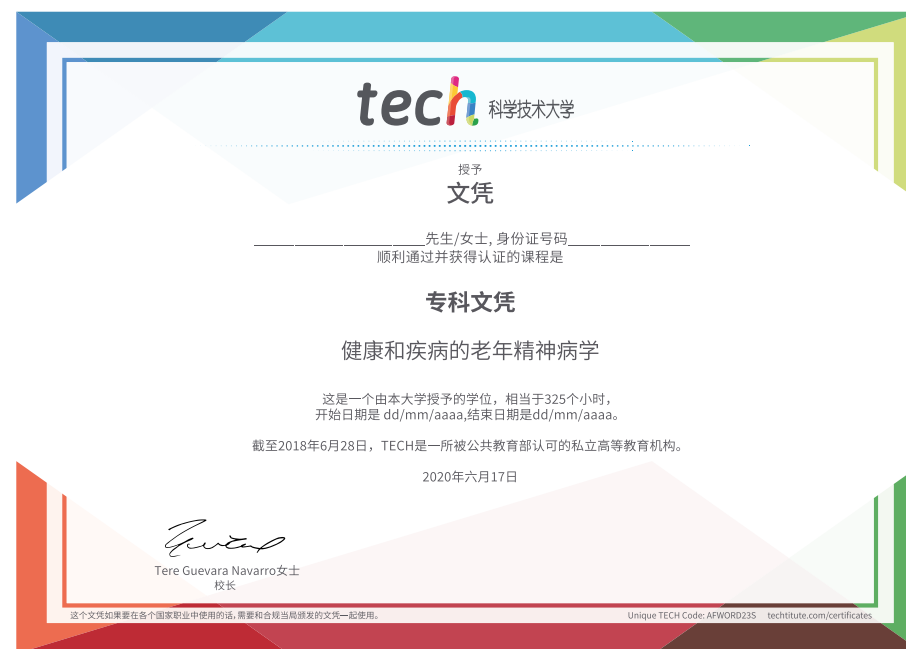 tech 科学技术大学
授予
文凭
先生/女士, 身份证号码
顺利通过并获得认证的课程是
专科文凭
健康和疾病的老年精神病学
这是一个由本大学授予的学位，相当于325个小时，
开始日期是 dd/mm/aaaa,结束日期是dd/mm/aaaa。
截至2018年6月28日，TECH是一所被公共教育部认可的私立高等教育机构。
2020年六月17日
Tere Guevara Navarro女士
校长
这个文凭如果要在各个国家职业中使用的话,需要和合规当局颁发的文凭一起使用。
Unique TECH Code: AFWORD23S techtitute.com/certificates